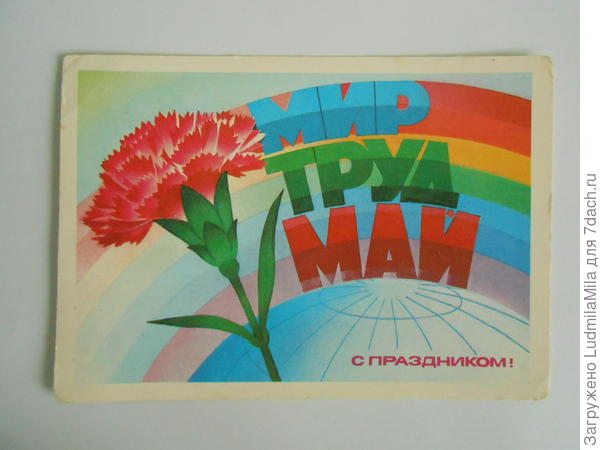 МИР
ТРУД
МАЙ
С ПРАЗДНИКОМ!
Загружено LudmilaMila для 7dach.ru